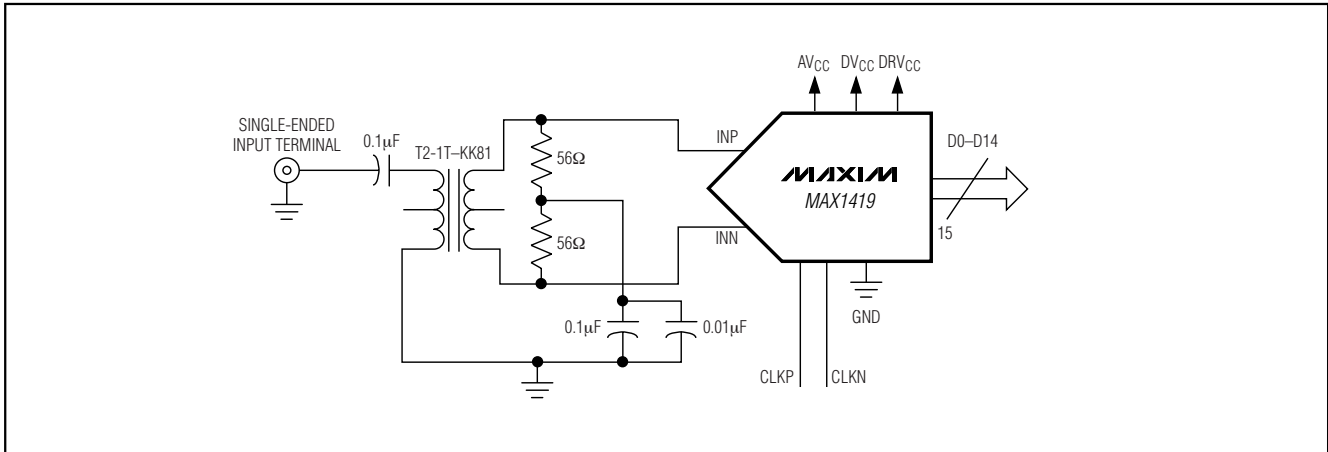 AVCC DVCC DRVCC
SINGLE-ENDED
INPUT TERMINAL
0.1μF
T2-1T–KK81
56Ω
56Ω
0.1μF
0.01μF
INP
INN
MAXIM
MAX1419
D0–D14
15
GND
CLKP
CLKN